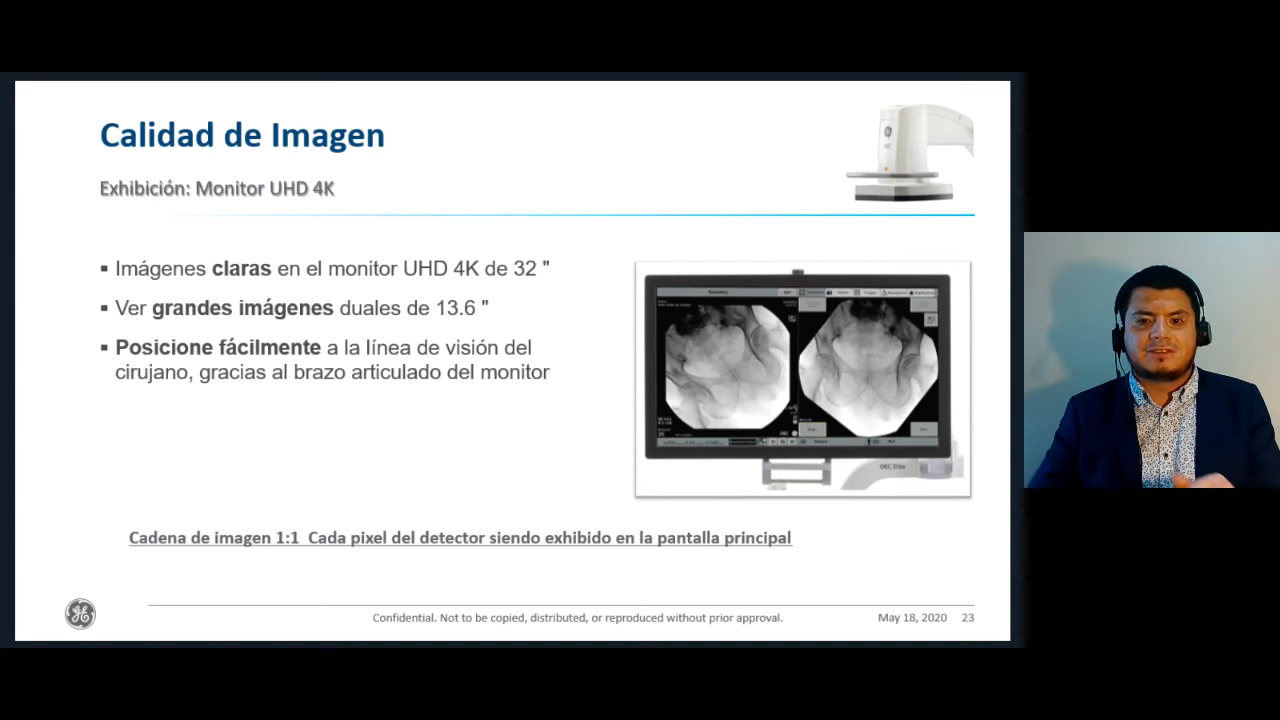 Calidad de Imagen
Exhibición: Monitor UHD 4K
▪ Imágenes claras en el monitor UHD 4K de 32 "
▪ Ver grandes imágenes duales de 13.6 "
▪ Posicione fácilmente a la línea de visión del
cirujano, gracias al brazo articulado del monitor
OEC Elite
Cadena de imagen 1:1 Cada pixel del detector siendo exhibido en la pantalla principal
Confidential. Not to be copied, distributed, or reproduced without prior approval.
May 18, 2020 23